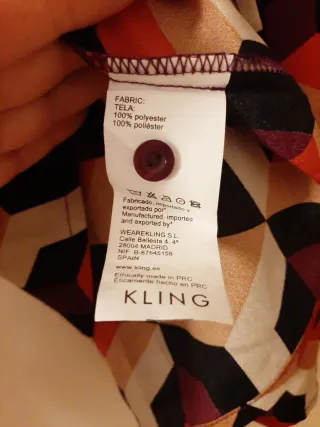 FABRIC:
TELA:
100% polyester
100% poliéster
Fabricado, importado y
exportado por*
Manufactured, imported
and exported by*
WEAREKLING S.L.
Calle Ballesta 4, 4º
28004 MADRID
NIF: B-87545158
SPAIN
www.kling.es
Ethically made in PRC
Éticamente hecho en PRC
KLING